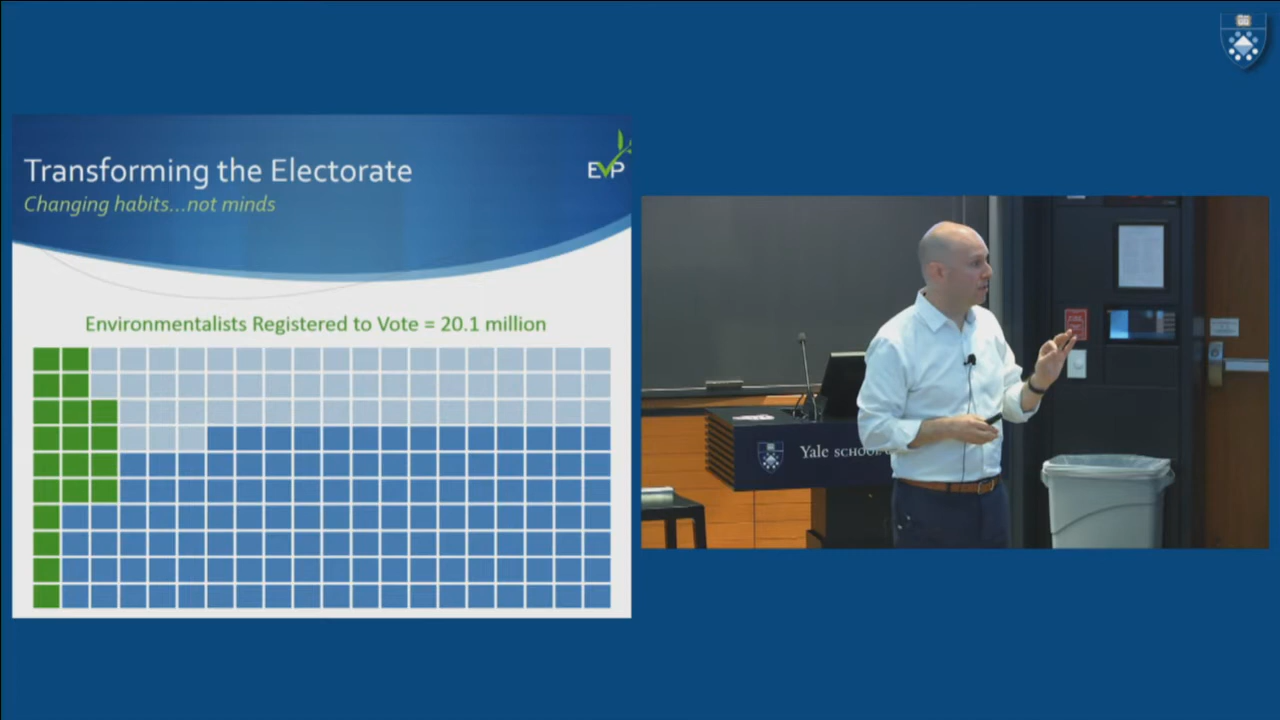 Transforming the Electorate
EVP
Changing habits...not minds
Environmentalists Registered to Vote = 20.1 million
Yale SCHOOL